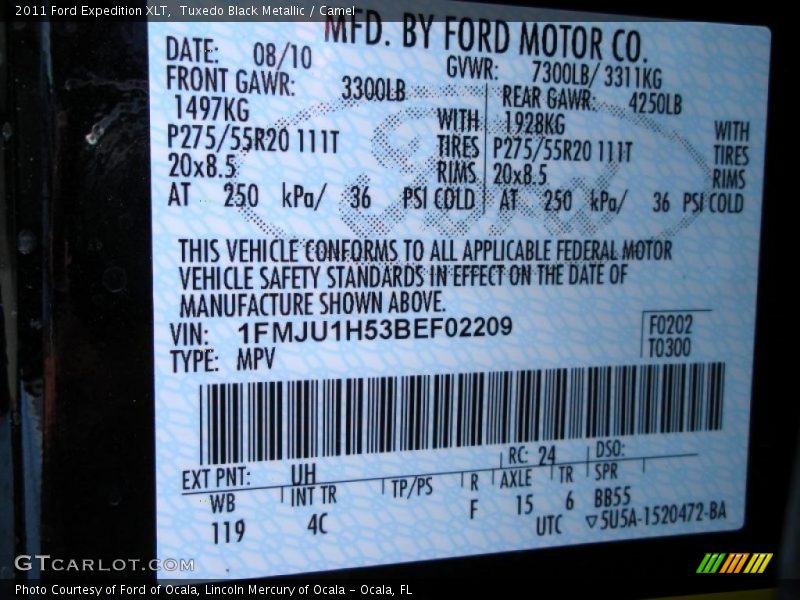 2011 Ford Expedition XLT, Tuxedo Black Metallic / Camel
MFD. BY FORD MOTOR CO.
DATE: 08/10 GVWR: 7300LB/ 3311KG
FRONT GAWR: 3300LB REAR GAWR: 4250LB
1497KG WITH 1928KG WITH
P275/55R20 111T TIRES P275/55R20 111T TIRES
20x8.5 RIMS 20x8.5 RIMS
AT 250 kPa/ 36 PSI COLD AT 250 kPa/ 36 PSI COLD
THIS VEHICLE CONFORMS TO ALL APPLICABLE FEDERAL MOTOR
VEHICLE SAFETY STANDARDS IN EFFECT ON THE DATE OF
MANUFACTURE SHOWN ABOVE.
VIN: 1FMJU1H53BEF02209 F0202
TYPE: MPV T0300
RC: 24 DSO:
EXT PNT: UH
WB INT TR TP/PS R AXLE TR SPR
119 4C F 15 6 BB55
UTC ▽5U5A-1520472-BA
GTcarlot.com
Photo Courtesy of Ford of Ocala, Lincoln Mercury of Ocala – Ocala, FL